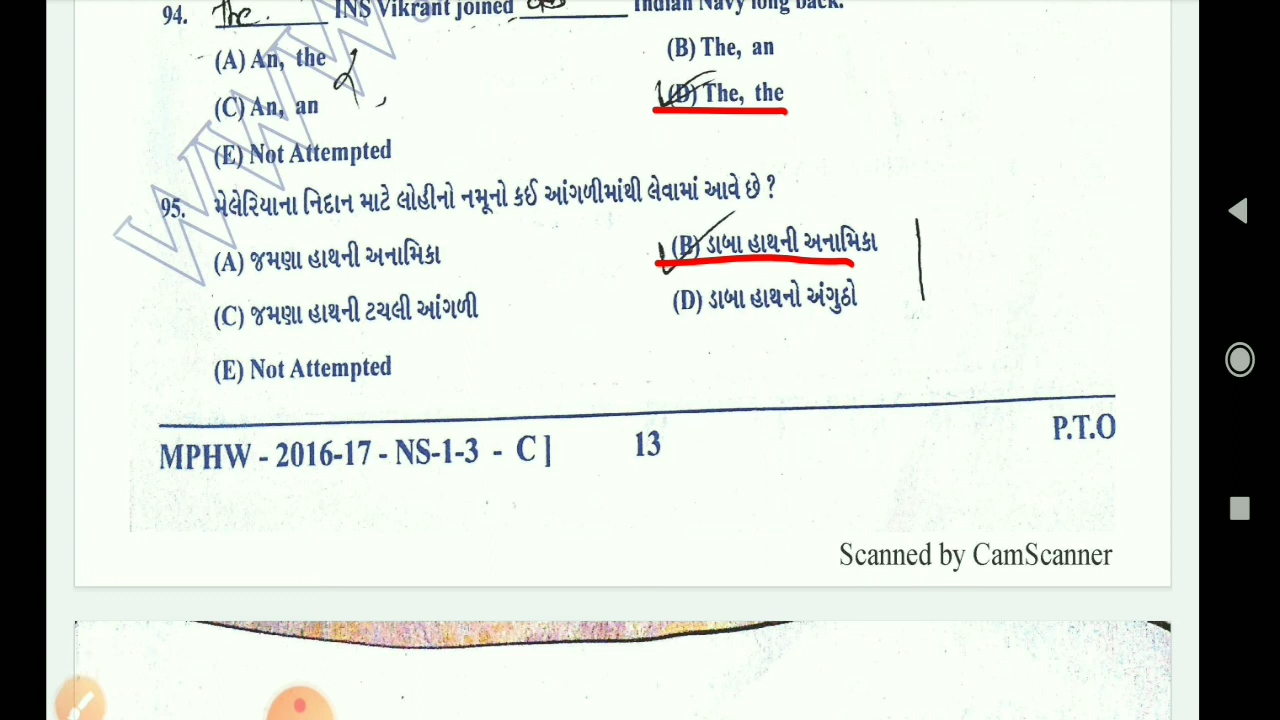 94. The. INS Vikrant joined Indian Navy long back.
(A) An, the (B) The, an
(C) An, an (D) The, the
(E) Not Attempted
95. મેલેરિયાના નિદાન માટે લોહીનો નમૂનો કઈ આંગળીમાંથી લેવામાં આવે છે ?
(A) જમણા હાથની અનામિકા (B) ડાબા હાથની અનામિકા
(C) જમણા હાથની ટચલી આંગળી (D) ડાબા હાથનો અંગુઠો
(E) Not Attempted
MPHW - 2016-17 - NS-1-3 - C ] 13 P.T.O
Scanned by CamScanner
WWW.